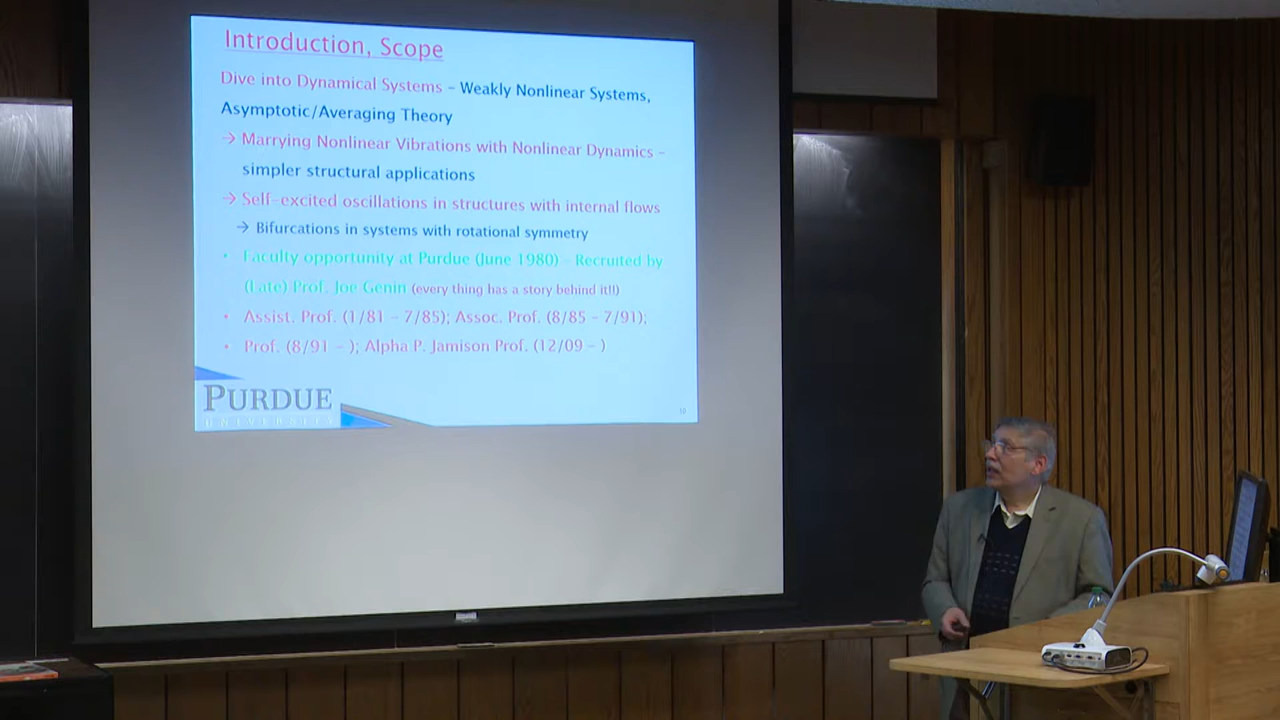 Introduction, Scope
Dive into Dynamical Systems – Weakly Nonlinear Systems,
Asymptotic/Averaging Theory
→ Marrying Nonlinear Vibrations with Nonlinear Dynamics –
simpler structural applications
→ Self-excited oscillations in structures with internal flows
→ Bifurcations in systems with rotational symmetry
• Faculty opportunity at Purdue (June 1980) – Recruited by
(Late) Prof. Joe Genin (every thing has a story behind it!!)
• Assist. Prof. (1/81 – 7/85); Assoc. Prof. (8/85 – 7/91);
• Prof. (8/91 – ); Alpha P. Jamison Prof. (12/09 – )
PURDUE
UNIVERSITY
10